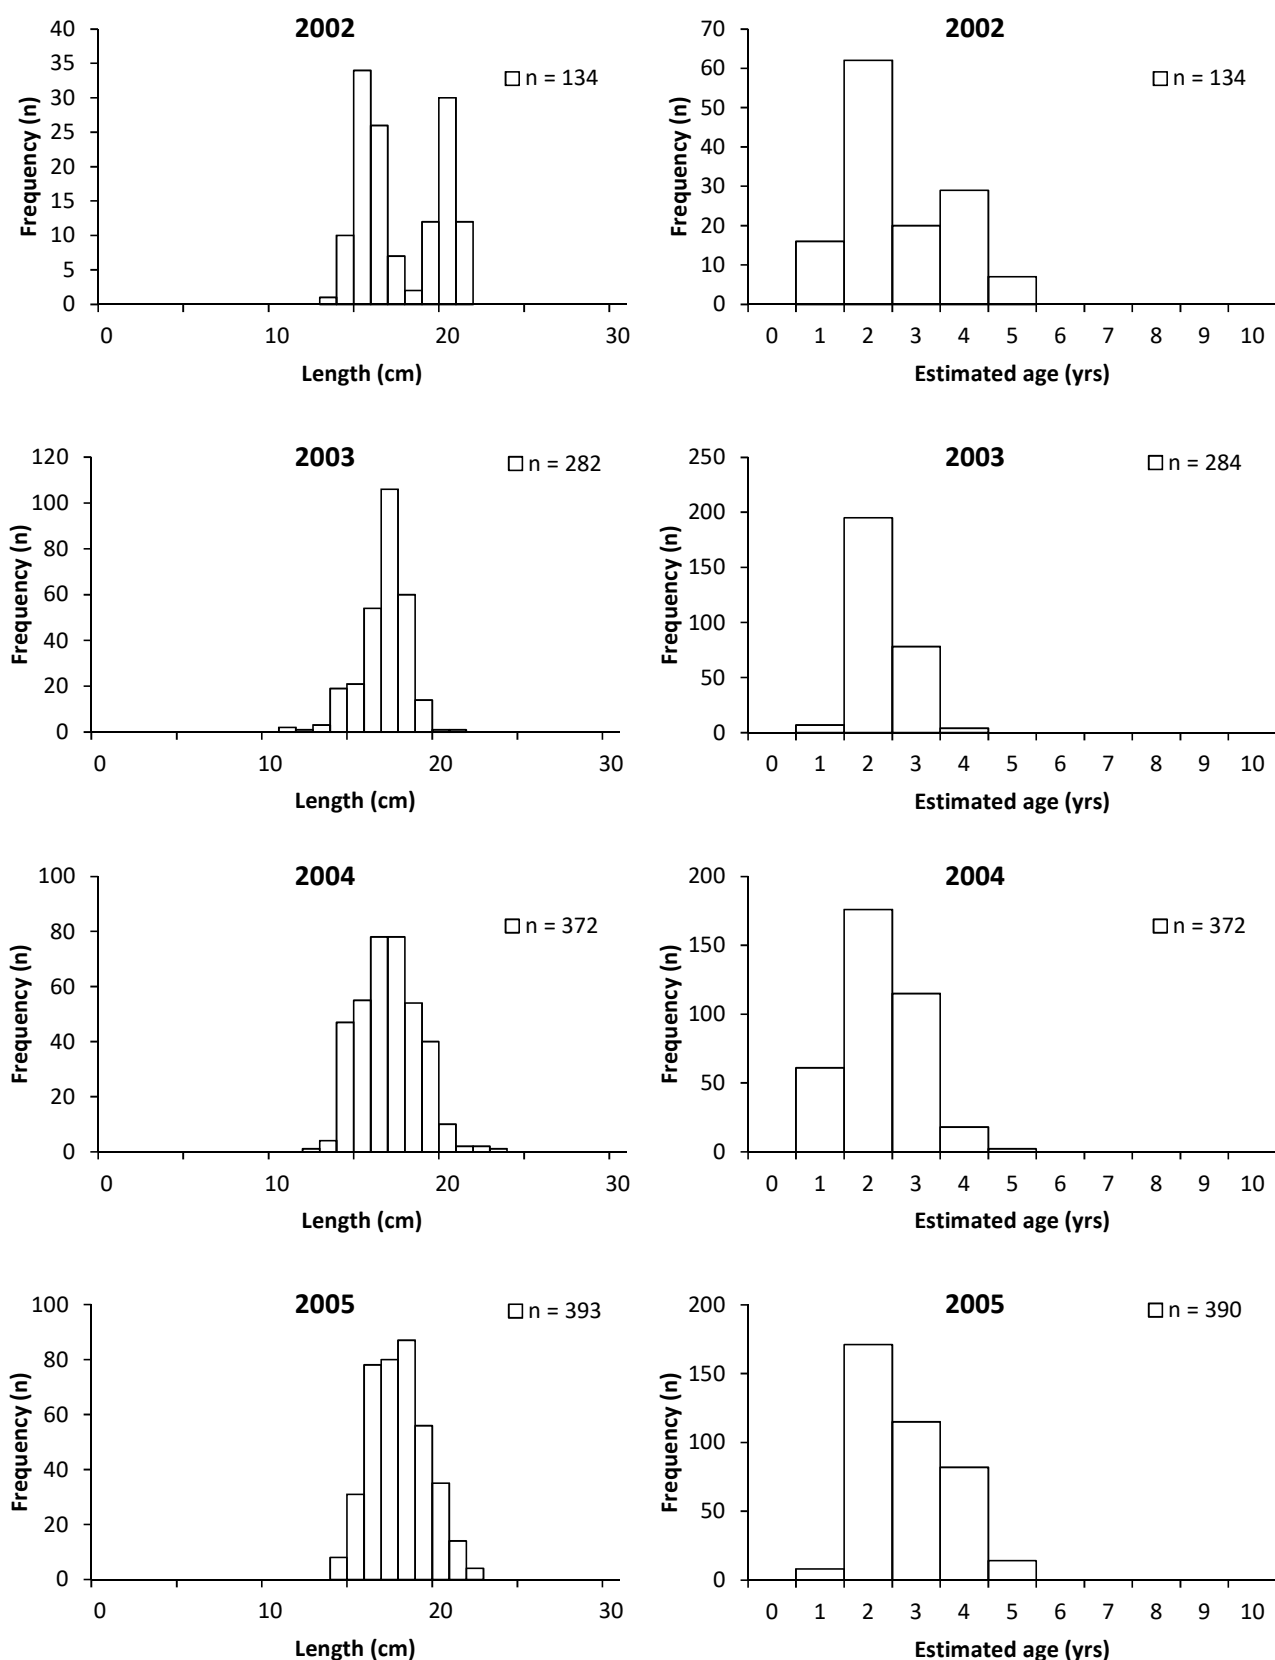 2002
n = 134
Frequency (n)
40
35
30
25
20
15
10
5
0
0 10 20 30
Length (cm)
2002
n = 134
Frequency (n)
70
60
50
40
30
20
10
0
0 1 2 3 4 5 6 7 8 9 10
Estimated age (yrs)
2003
n = 282
Frequency (n)
120
100
80
60
40
20
0
0 10 20 30
Length (cm)
2003
n = 284
Frequency (n)
250
200
150
100
50
0
0 1 2 3 4 5 6 7 8 9 10
Estimated age (yrs)
2004
n = 372
Frequency (n)
100
80
60
40
20
0
0 10 20 30
Length (cm)
2004
n = 372
Frequency (n)
200
150
100
50
0
0 1 2 3 4 5 6 7 8 9 10
Estimated age (yrs)
2005
n = 393
Frequency (n)
100
80
60
40
20
0
0 10 20 30
Length (cm)
2005
n = 390
Frequency (n)
200
150
100
50
0
0 1 2 3 4 5 6 7 8 9 10
Estimated age (yrs)